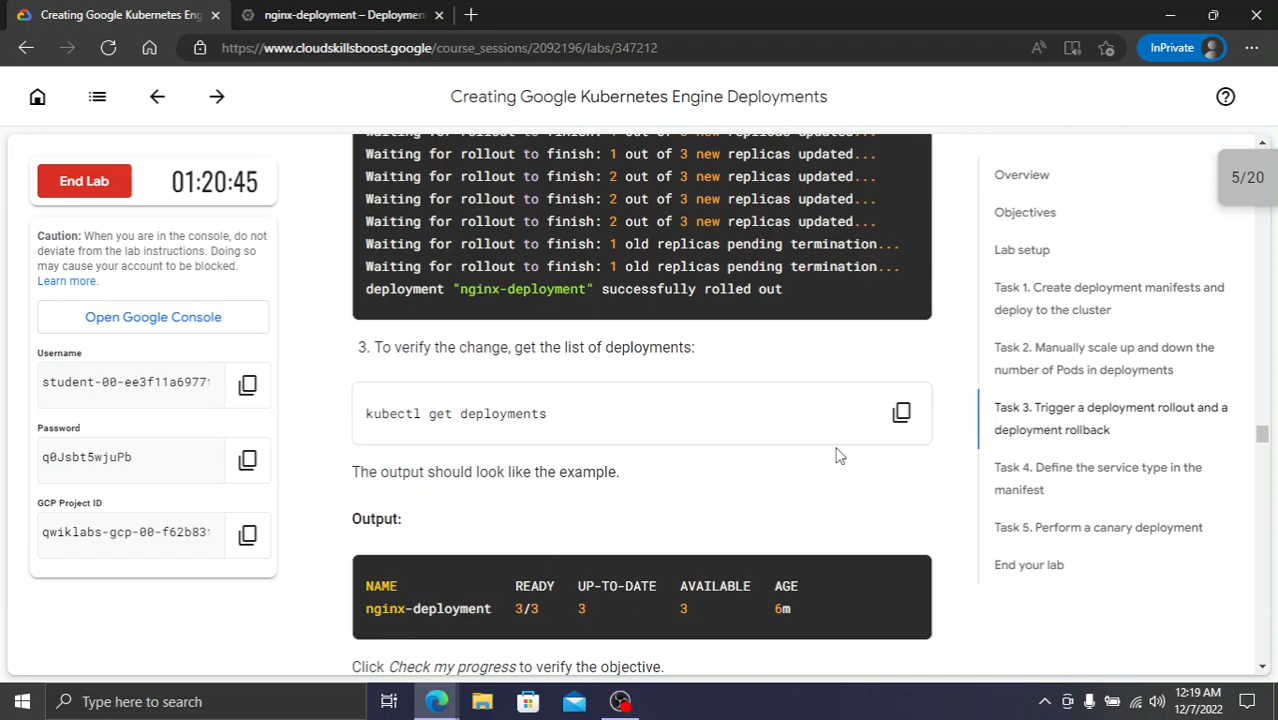 Creating Google Kubernetes Eng
nginx-deployment – Deployment
https://www.cloudskillsboost.google/course_sessions/2092196/labs/347212
InPrivate
Creating Google Kubernetes Engine Deployments
End Lab
01:20:45
Caution: When you are in the console, do not
deviate from the lab instructions. Doing so
may cause your account to be blocked.
Learn more.
Open Google Console
Username
student-00-ee3f11a6977
Password
q0Jsbt5wjuPb
GCP Project ID
qwiklabs-gcp-00-f62b83
Waiting for rollout to finish: 1 out of 3 new replicas updated...
Waiting for rollout to finish: 1 out of 3 new replicas updated...
Waiting for rollout to finish: 2 out of 3 new replicas updated...
Waiting for rollout to finish: 2 out of 3 new replicas updated...
Waiting for rollout to finish: 2 out of 3 new replicas updated...
Waiting for rollout to finish: 1 old replicas pending termination...
Waiting for rollout to finish: 1 old replicas pending termination...
deployment "nginx-deployment" successfully rolled out
3. To verify the change, get the list of deployments:
kubectl get deployments
The output should look like the example.
Output:
NAME READY UP-TO-DATE AVAILABLE AGE
nginx-deployment 3/3 3 3 6m
Click Check my progress to verify the objective.
Overview
Objectives
Lab setup
Task 1. Create deployment manifests and
deploy to the cluster
Task 2. Manually scale up and down the
number of Pods in deployments
Task 3. Trigger a deployment rollout and a
deployment rollback
Task 4. Define the service type in the
manifest
Task 5. Perform a canary deployment
End your lab
5/20
Type here to search
12:19 AM
12/7/2022